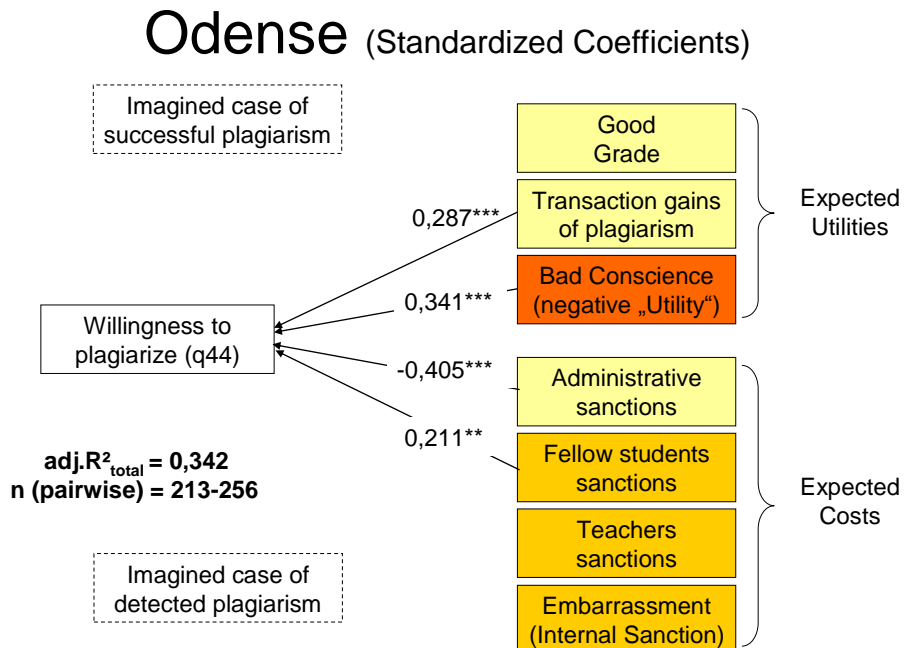 Odense (Standardized Coefficients)
Imagined case of
successful plagiarism
Good
Grade
Transaction gains
of plagiarism
Bad Conscience
(negative „Utility“)
Expected
Utilities
0,287***
0,341***
Willingness to
plagiarize (q44)
-0,405***
0,211**
Administrative
sanctions
Fellow students
sanctions
Teachers
sanctions
Embarrassment
(Internal Sanction)
Expected
Costs
adj.R²total = 0,342
n (pairwise) = 213-256
Imagined case of
detected plagiarism